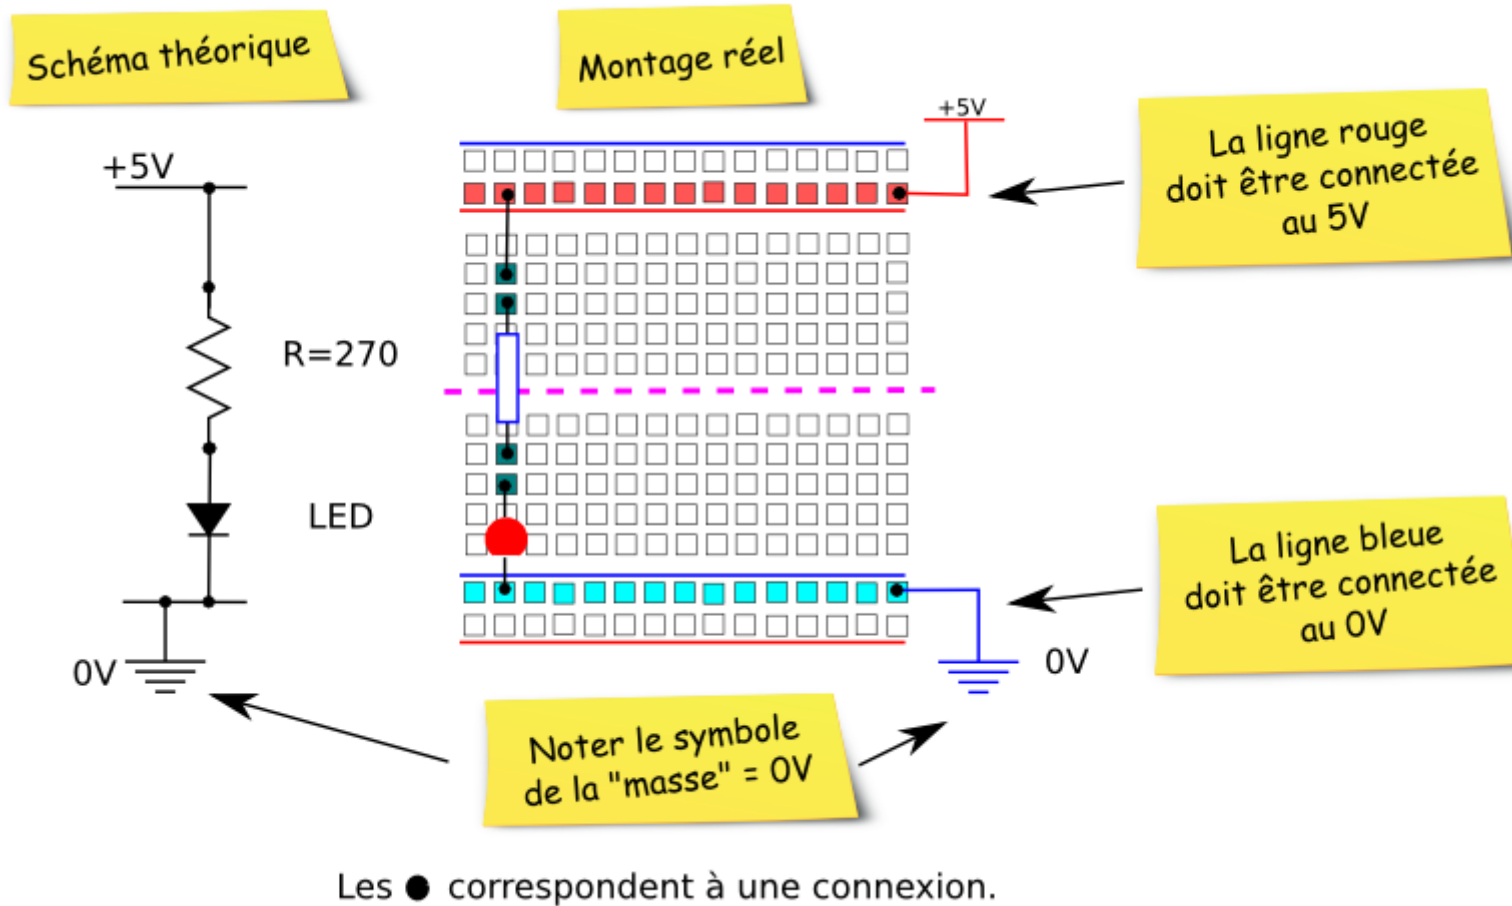 Schéma théorique
Montage réel
+5V
La ligne rouge
doit être connectée
au 5V
+5V
R=270
LED
0V
La ligne bleue
doit être connectée
au 0V
0V
Noter le symbole
de la "masse" = 0V
Les ● correspondent à une connexion.